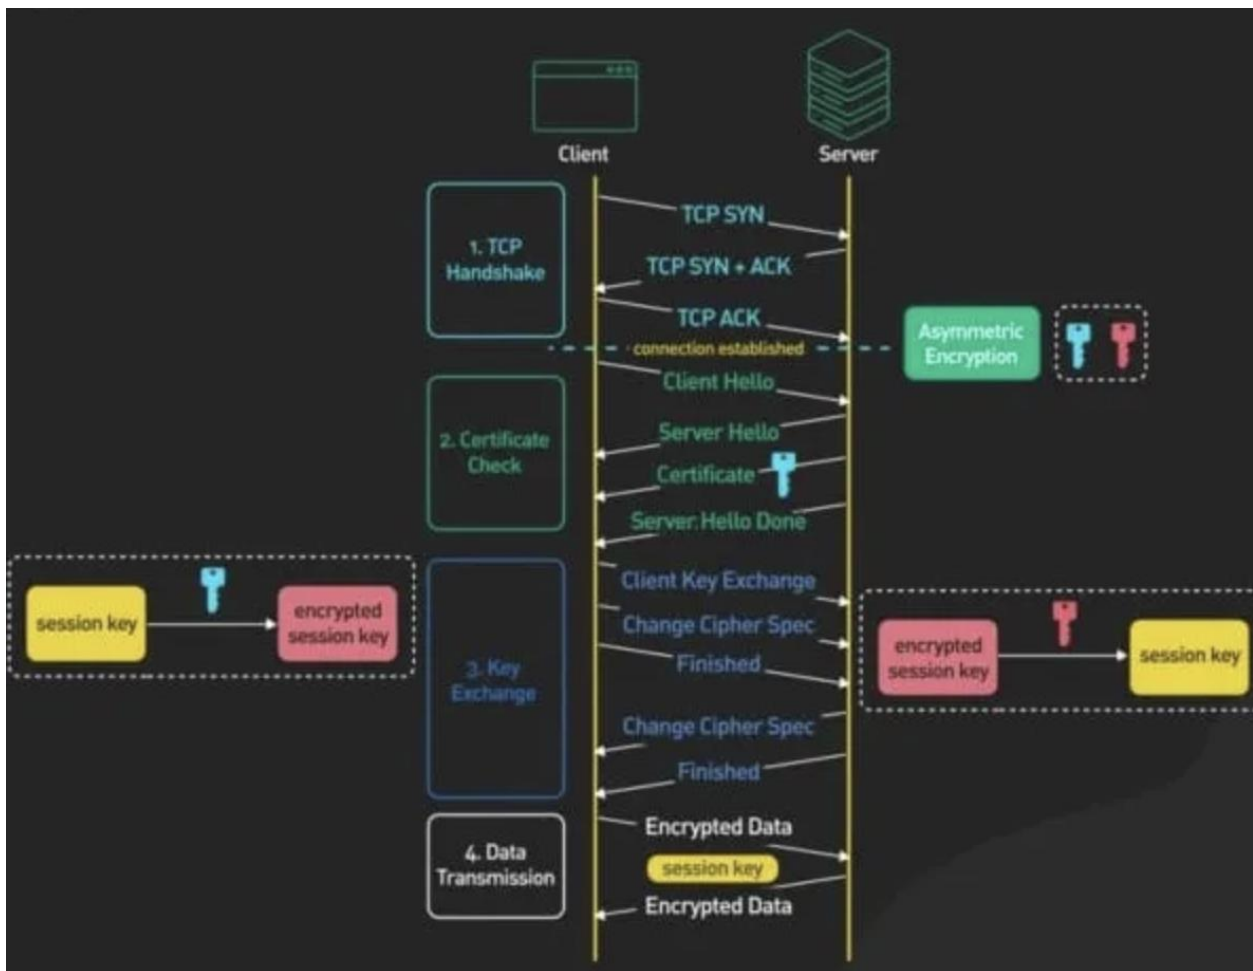 Client
Server
1. TCP
Handshake
TCP SYN
TCP SYN + ACK
TCP ACK
connection established
Asymmetric
Encryption
2. Certificate
Check
Client Hello
Server Hello
Certificate
Server Hello Done
session key
encrypted
session key
3. Key
Exchange
Client Key Exchange
Change Cipher Spec
Finished
Change Cipher Spec
Finished
encrypted
session key
session key
4. Data
Transmission
Encrypted Data
session key
Encrypted Data